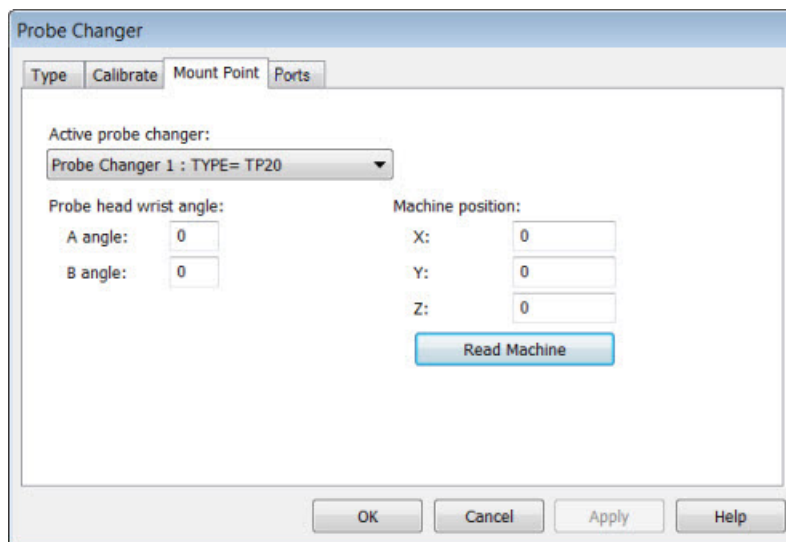 Probe Changer
Type Calibrate Mount Point Ports
Active probe changer:
Probe Changer 1 : TYPE= TP20
Probe head wrist angle: Machine position:
A angle: 0 X: 0
B angle: 0 Y: 0
Z: 0
Read Machine
OK Cancel Apply Help